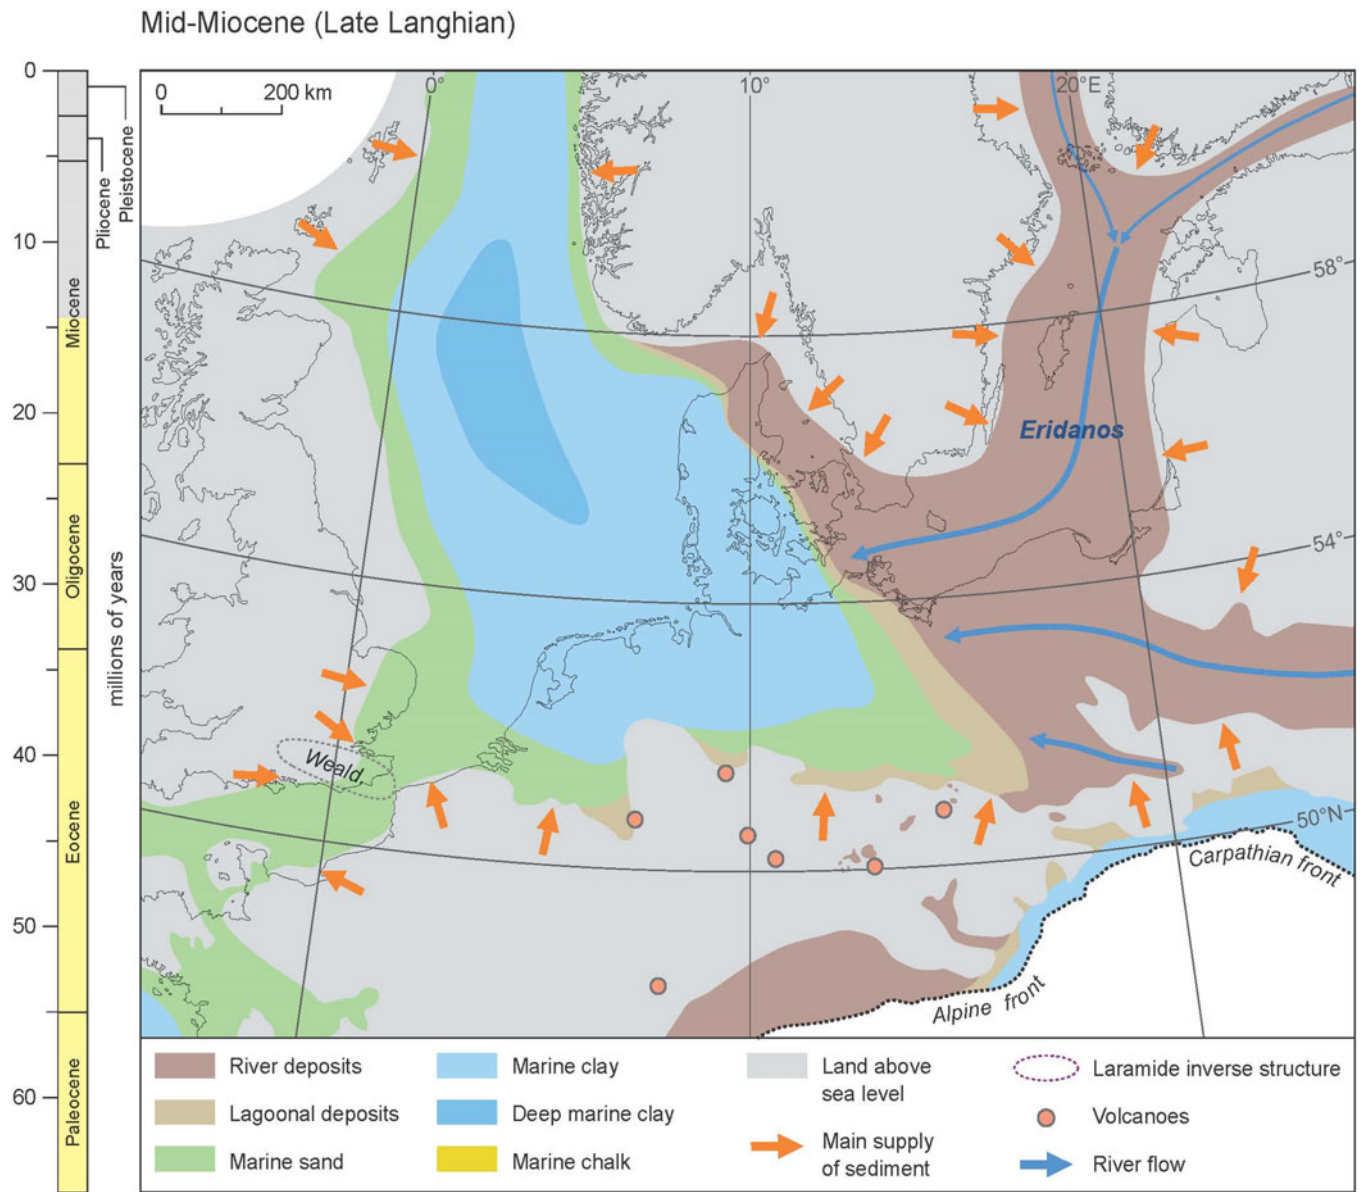 Mid-Miocene (Late Langhian)
0
10
20
30
40
50
60
millions of years
Pleistocene
Pliocene
Miocene
Oligocene
Eocene
Paleocene
0 200 km
0°
10°
20°E
58°
54°
50°N
Eridanos
Weald
Carpathian front
Alpine front
River deposits
Lagoonal deposits
Marine sand
Marine clay
Deep marine clay
Marine chalk
Land above
sea level
Main supply
of sediment
Laramide inverse structure
Volcanoes
River flow